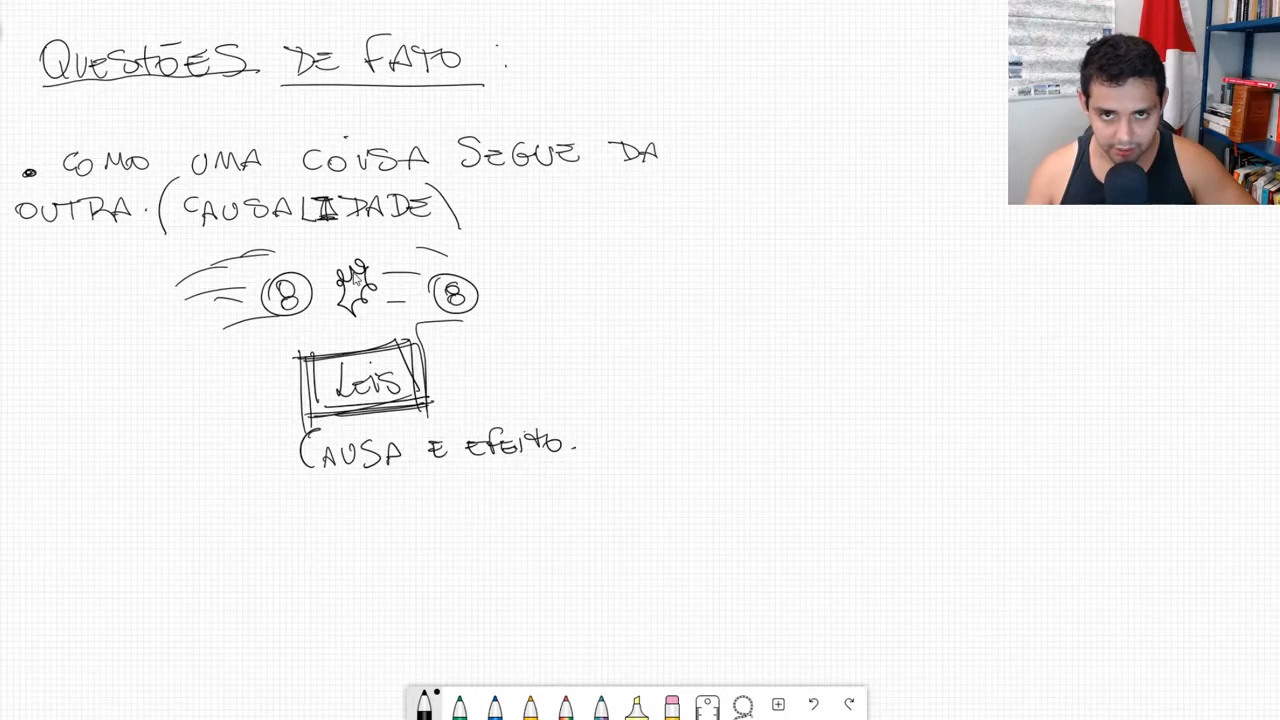 QUESTÕES DE FATO:
• COMO UMA COISA SEGUE DA
OUTRA. (CAUSALIDADE)
8 8
Leis
CAUSA E EFEITO.